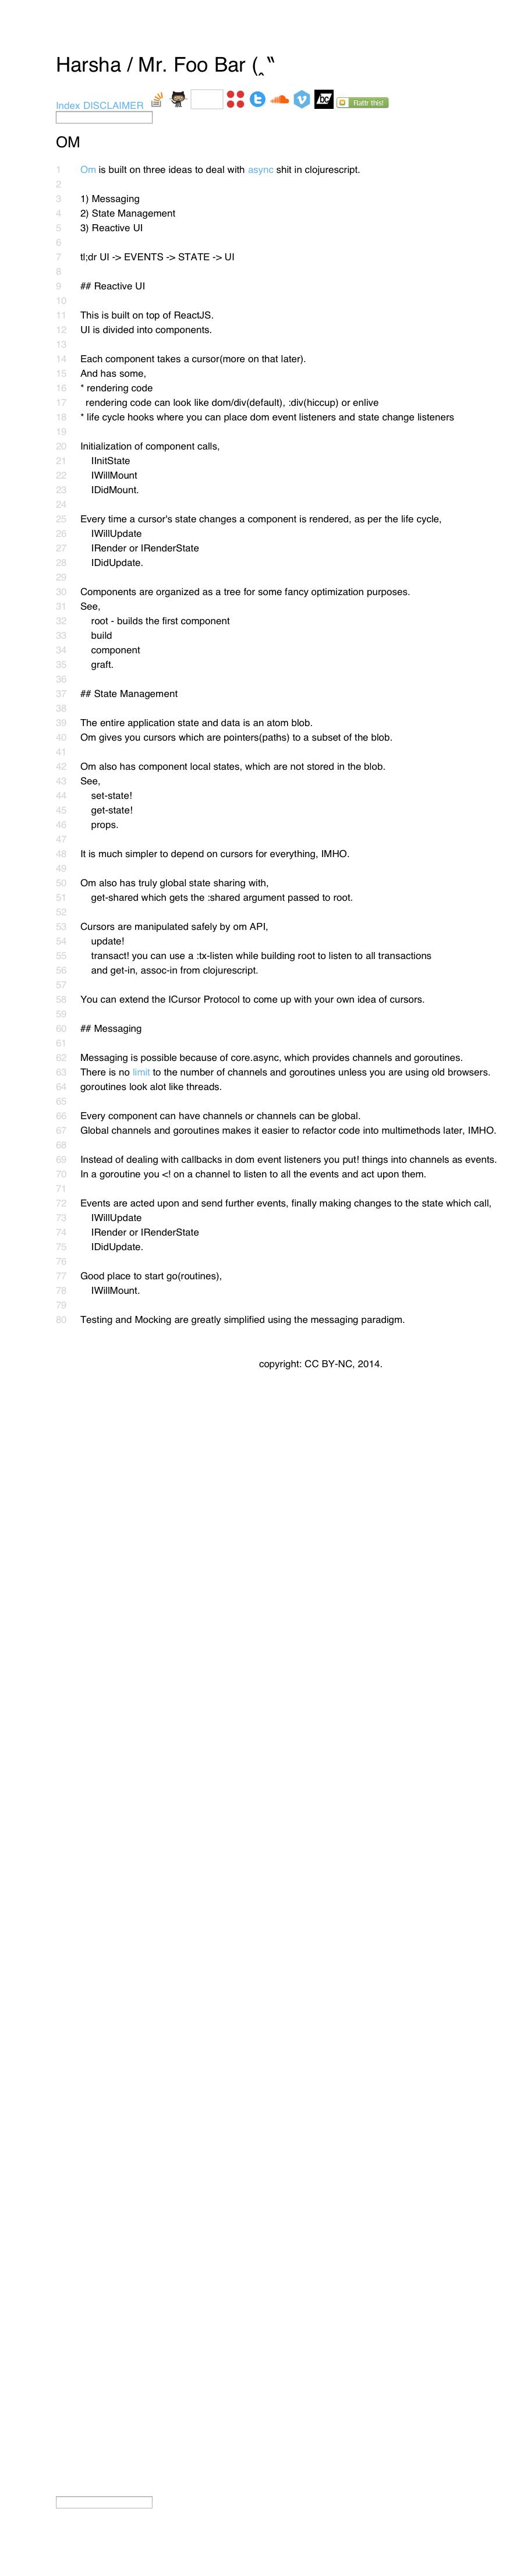 Harsha / Mr. Foo Bar (‸ ‶
Index DISCLAIMER Flattr this!
OM
1 Om is built on three ideas to deal with async shit in clojurescript.
2
3 1) Messaging
4 2) State Management
5 3) Reactive UI
6
7 tl;dr UI -> EVENTS -> STATE -> UI
8
9 ## Reactive UI
10
11 This is built on top of ReactJS.
12 UI is divided into components.
13
14 Each component takes a cursor(more on that later).
15 And has some,
16 * rendering code
17 rendering code can look like dom/div(default), :div(hiccup) or enlive
18 * life cycle hooks where you can place dom event listeners and state change listeners
19
20 Initialization of component calls,
21 IInitState
22 IWillMount
23 IDidMount.
24
25 Every time a cursor's state changes a component is rendered, as per the life cycle,
26 IWillUpdate
27 IRender or IRenderState
28 IDidUpdate.
29
30 Components are organized as a tree for some fancy optimization purposes.
31 See,
32 root - builds the first component
33 build
34 component
35 graft.
36
37 ## State Management
38
39 The entire application state and data is an atom blob.
40 Om gives you cursors which are pointers(paths) to a subset of the blob.
41
42 Om also has component local states, which are not stored in the blob.
43 See,
44 set-state!
45 get-state!
46 props.
47
48 It is much simpler to depend on cursors for everything, IMHO.
49
50 Om also has truly global state sharing with,
51 get-shared which gets the :shared argument passed to root.
52
53 Cursors are manipulated safely by om API,
54 update!
55 transact! you can use a :tx-listen while building root to listen to all transactions
56 and get-in, assoc-in from clojurescript.
57
58 You can extend the ICursor Protocol to come up with your own idea of cursors.
59
60 ## Messaging
61
62 Messaging is possible because of core.async, which provides channels and goroutines.
63 There is no limit to the number of channels and goroutines unless you are using old browsers.
64 goroutines look alot like threads.
65
66 Every component can have channels or channels can be global.
67 Global channels and goroutines makes it easier to refactor code into multimethods later, IMHO.
68
69 Instead of dealing with callbacks in dom event listeners you put! things into channels as events.
70 In a goroutine you <! on a channel to listen to all the events and act upon them.
71
72 Events are acted upon and send further events, finally making changes to the state which call,
73 IWillUpdate
74 IRender or IRenderState
75 IDidUpdate.
76
77 Good place to start go(routines),
78 IWillMount.
79
80 Testing and Mocking are greatly simplified using the messaging paradigm.
copyright: CC BY-NC, 2014.